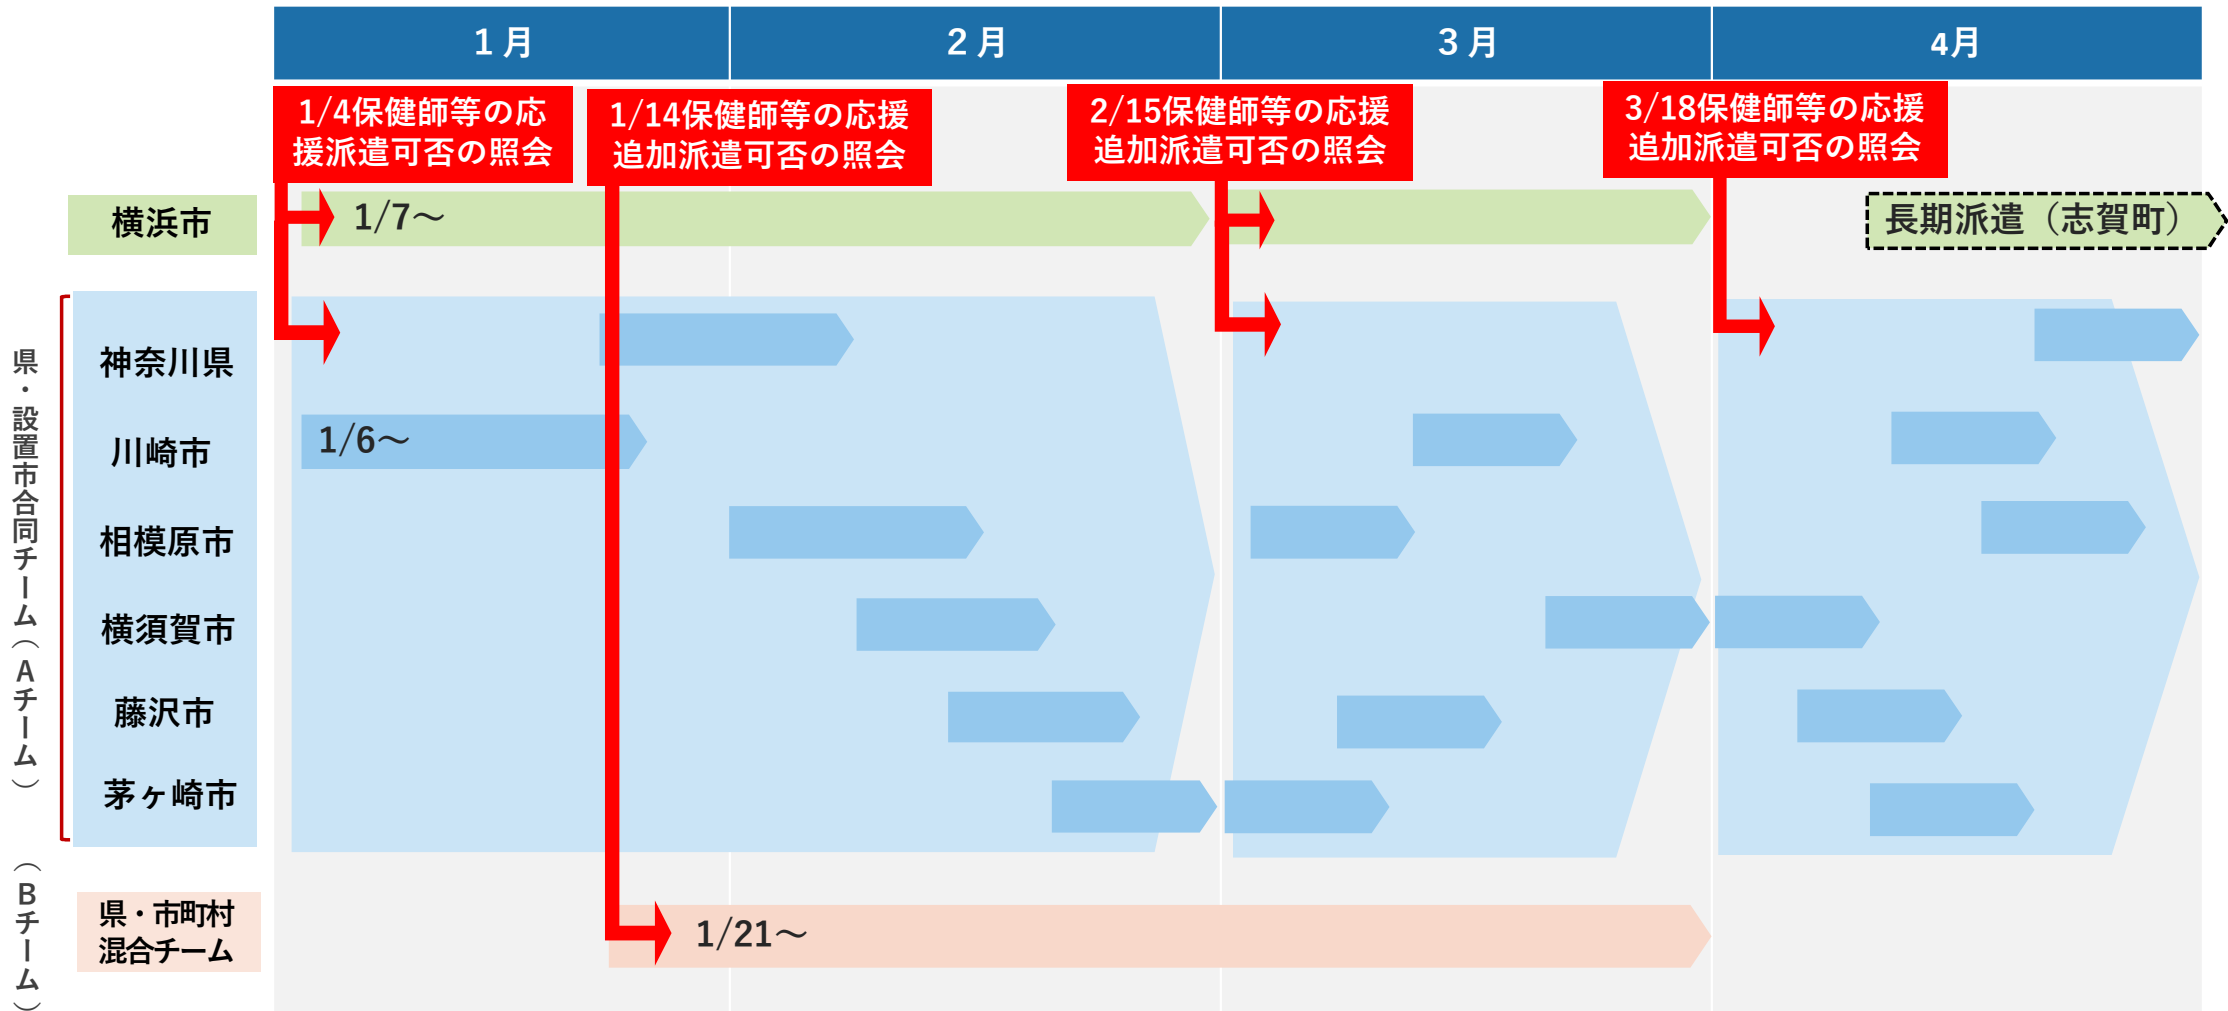 1月
2月
3月
4月
1/4保健師等の応
援派遣可否の照会
1/14保健師等の応援
追加派遣可否の照会
2/15保健師等の応援
追加派遣可否の照会
3/18保健師等の応援
追加派遣可否の照会
横浜市
1/7～
長期派遣（志賀町）
県・設置市合同チーム（Aチーム）
神奈川県
川崎市
1/6～
相模原市
横須賀市
藤沢市
茅ヶ崎市
（Bチーム）
県・市町村
混合チーム
1/21～